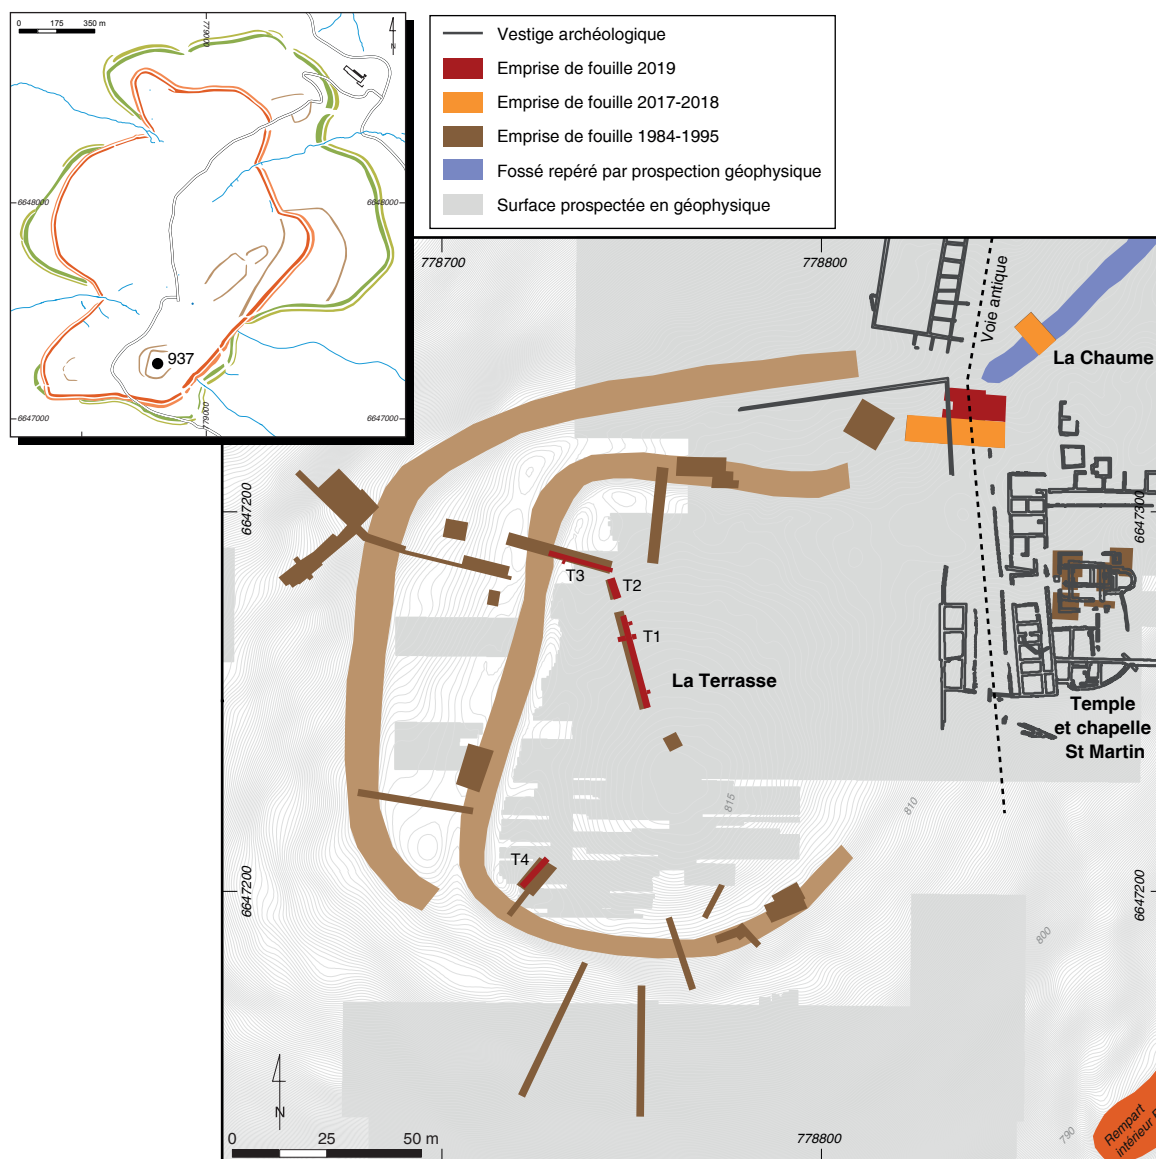 0 175 350 m
779000
N
6648000
6648000
937
6647000
779000
6647000
Vestige archéologique
Emprise de fouille 2019
Emprise de fouille 2017-2018
Emprise de fouille 1984-1995
Fossé repéré par prospection géophysique
Surface prospectée en géophysique
778700
778800
Voie antique
La Chaume
6647200
6647300
T3
T2
T1
La Terrasse
Temple
et chapelle
St Martin
815
810
T4
6647200
6647200
800
N
790
Rempart
intérieur
0 25 50 m
778800